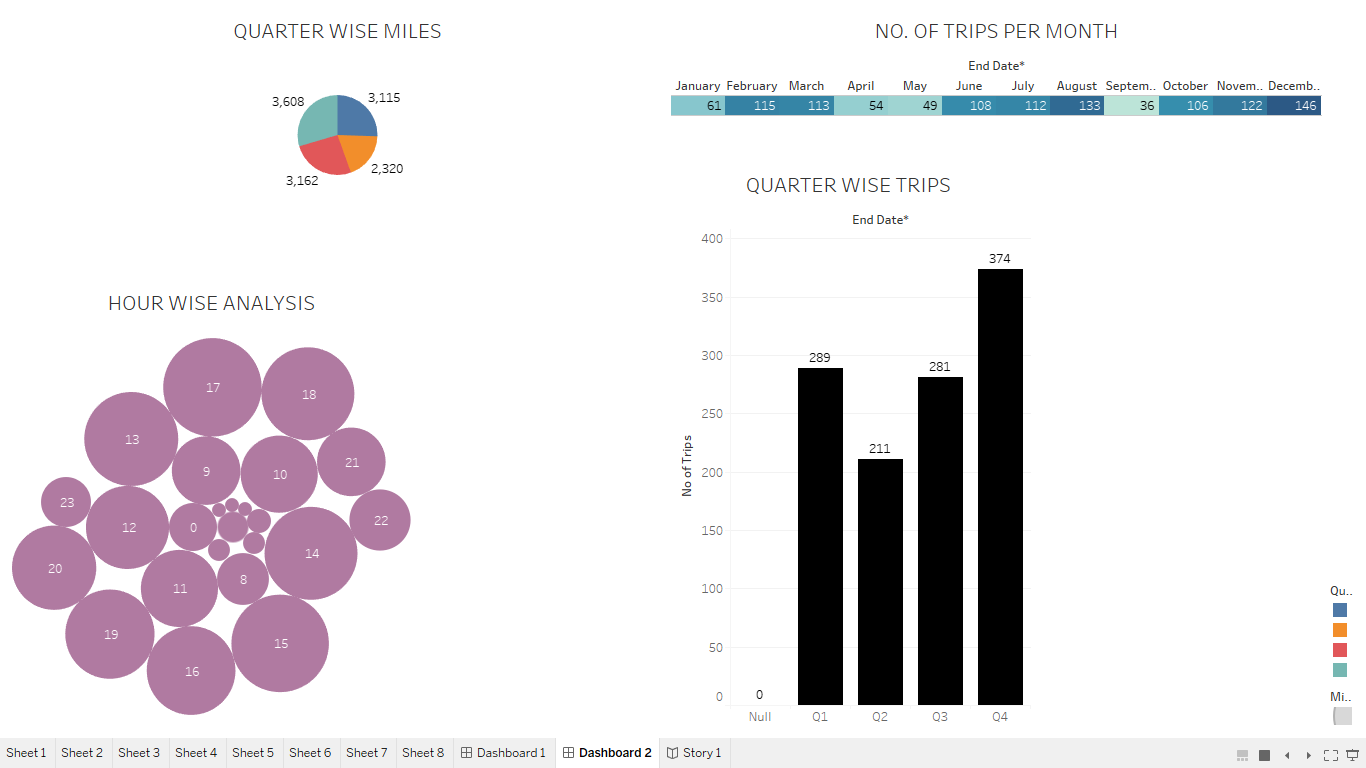 QUARTER WISE MILES
3,608
3,115
2,320
3,162
NO. OF TRIPS PER MONTH
End Date*
January February March April May June July August Septem.. October Novem.. Decemb..
61 115 113 54 49 108 112 133 36 106 122 146
QUARTER WISE TRIPS
End Date*
No of Trips
400
350
300
250
200
150
100
50
0
0
289
211
281
374
Null Q1 Q2 Q3 Q4
HOUR WISE ANALYSIS
17
18
13
9
10
21
23
12
0
22
14
20
11
8
19
16
15
Qu..
Mi..
Sheet 1 Sheet 2 Sheet 3 Sheet 4 Sheet 5 Sheet 6 Sheet 7 Sheet 8 Dashboard 1 Dashboard 2 Story 1